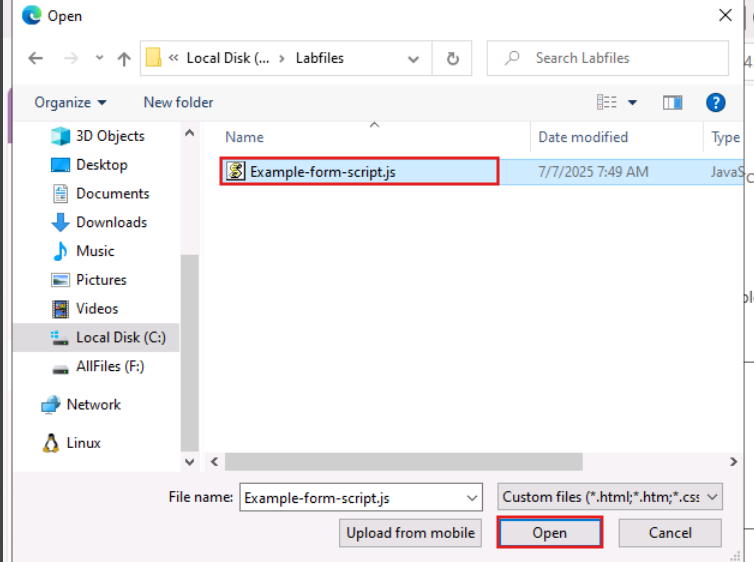 Open
« Local Disk (... › Labfiles
Search Labfiles
Organize
New folder
?
Name
Date modified
Type
3D Objects
Desktop
Documents
Downloads
Music
Pictures
Videos
Local Disk (C:)
AllFiles (F:)
Network
Linux
Example-form-script.js
7/7/2025 7:49 AM
JavaS
File name:
Example-form-script.js
Custom files (*.html;*.htm;*.css
Upload from mobile
Open
Cancel